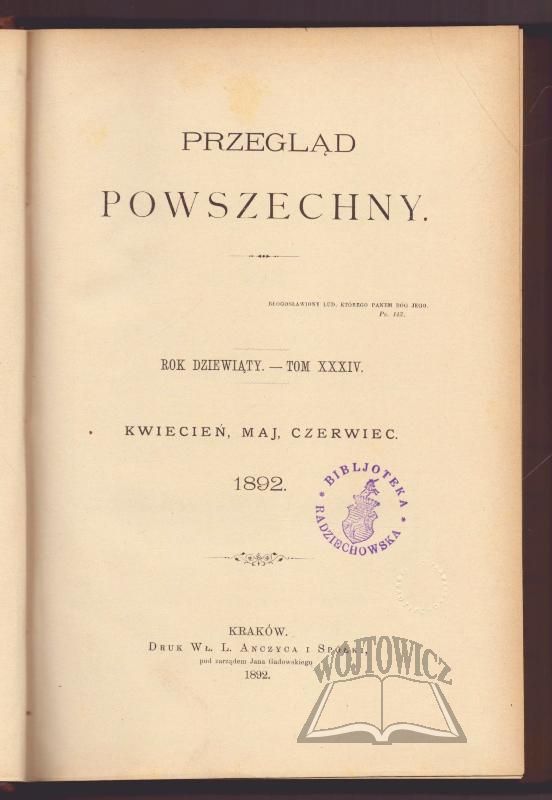 PRZEGLĄD
POWSZECHNY.
BŁOGOSŁAWIONY LUD, KTÓREGO PANEM BÓG JEGO.
Ps. 143.
ROK DZIEWIĄTY. — TOM XXXIV.
KWIECIEŃ, MAJ, CZERWIEC.
1892.
* BIBLJOTEKA *
RADZIECHOWSKA
KRAKÓW.
DRUK WŁ. L. ANCZYCA I SPÓŁKI,
pod zarządem Jana Gadowskiego
1892.
WÓJTOWICZ